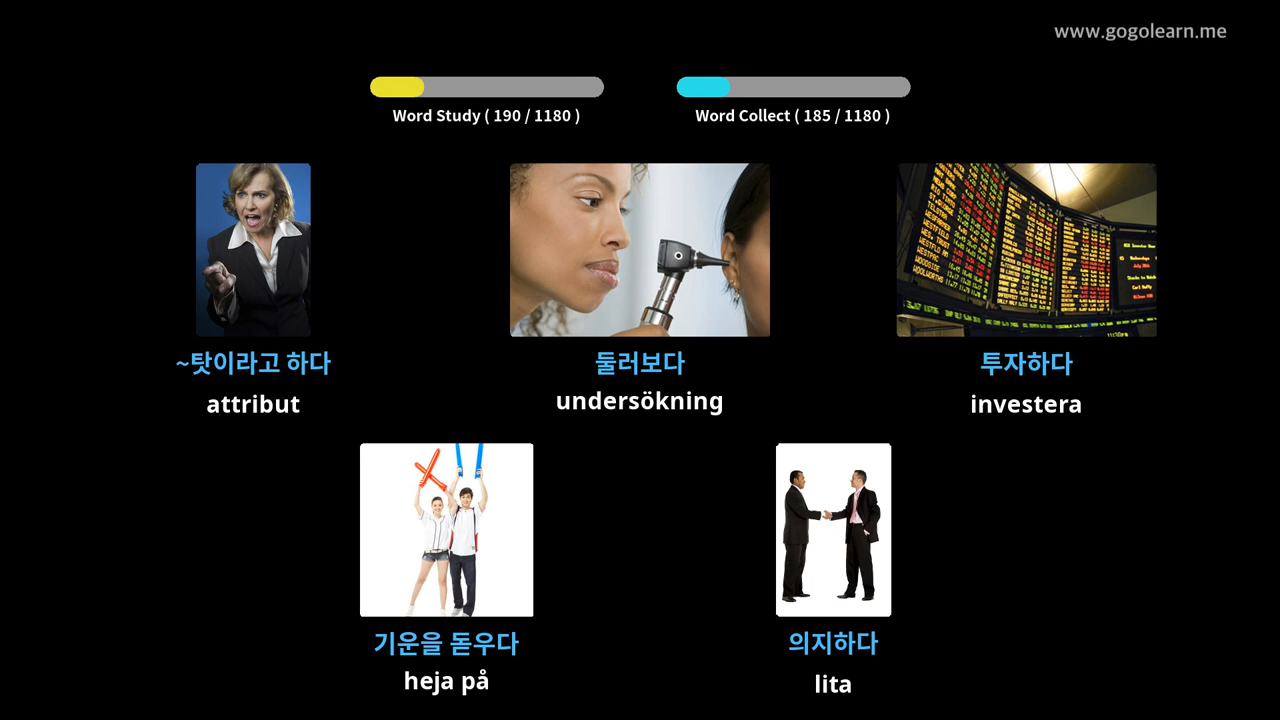 www.gogolearn.me
Word Study ( 190 / 1180 )
Word Collect ( 185 / 1180 )
~탓이라고 하다
둘러보다
투자하다
attribut
undersökning
investera
기운을 돋우다
의지하다
heja på
lita